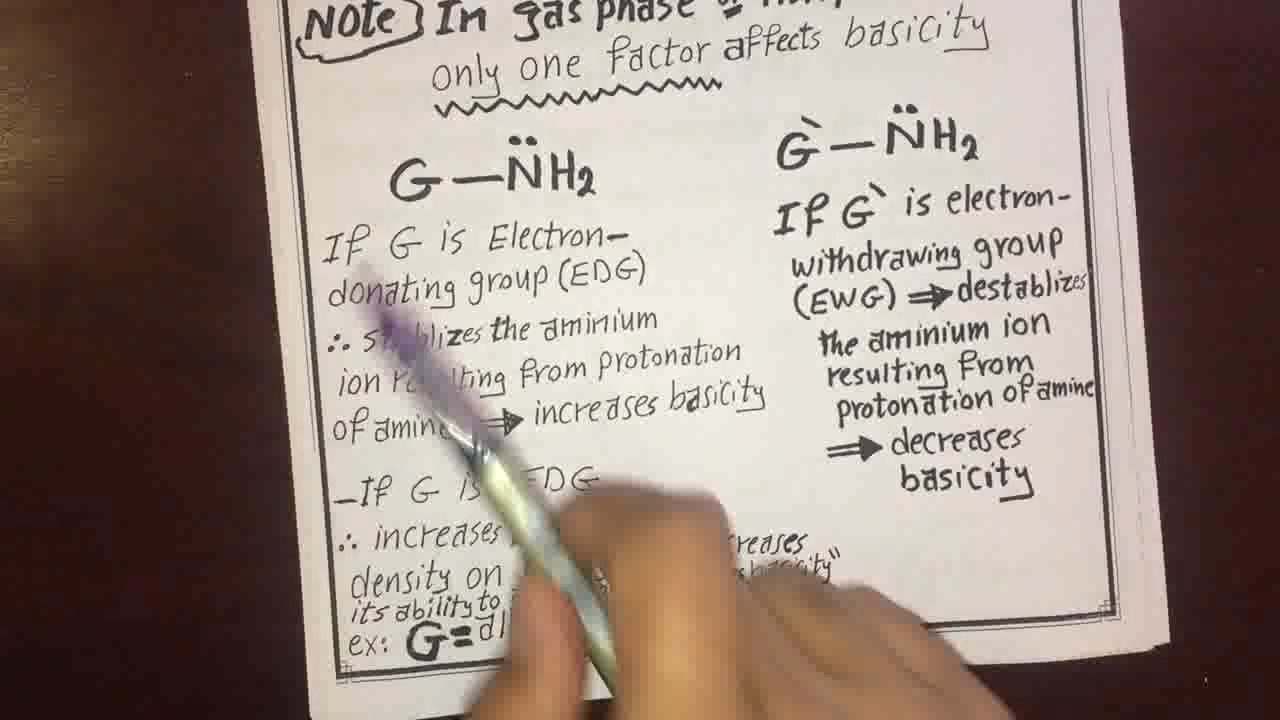 Note In gas phase
only one factor affects basicity
G—N̈H2
If G is Electron-
donating group (EDG)
∴ stablizes the aminium
ion resulting from protonation
of amine ⇒ increases basicity
-If G is EDG
∴ increases
density on
its ability to
ex: G=
G`—N̈H2
If G` is electron-
withdrawing group
(EWG) ⇒ destablizes
the aminium ion
resulting from
protonation of amine
⇒ decreases
basicity
basicity"